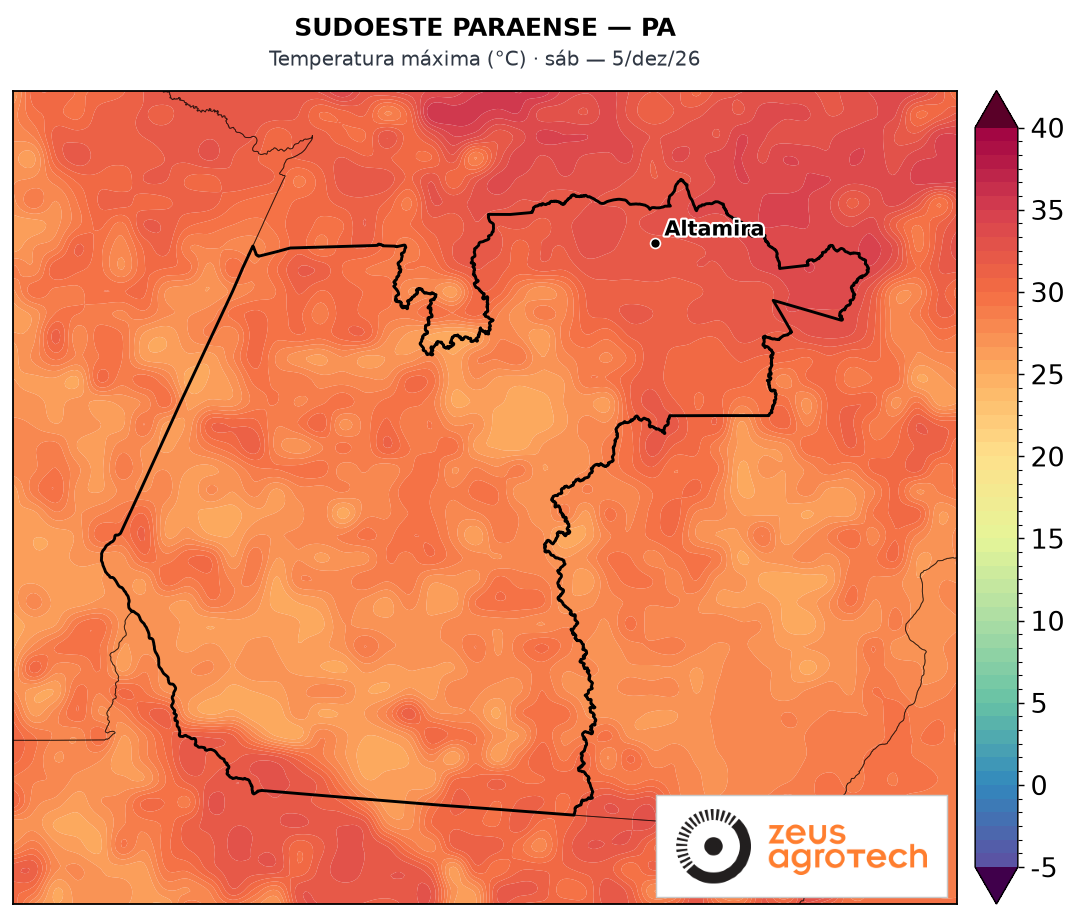 SUDOESTE PARAENSE — PA
Temperatura máxima (°C) · sáb — 5/dez/26
Altamira
40
35
30
25
20
15
10
5
0
-5
zeus
agrotech